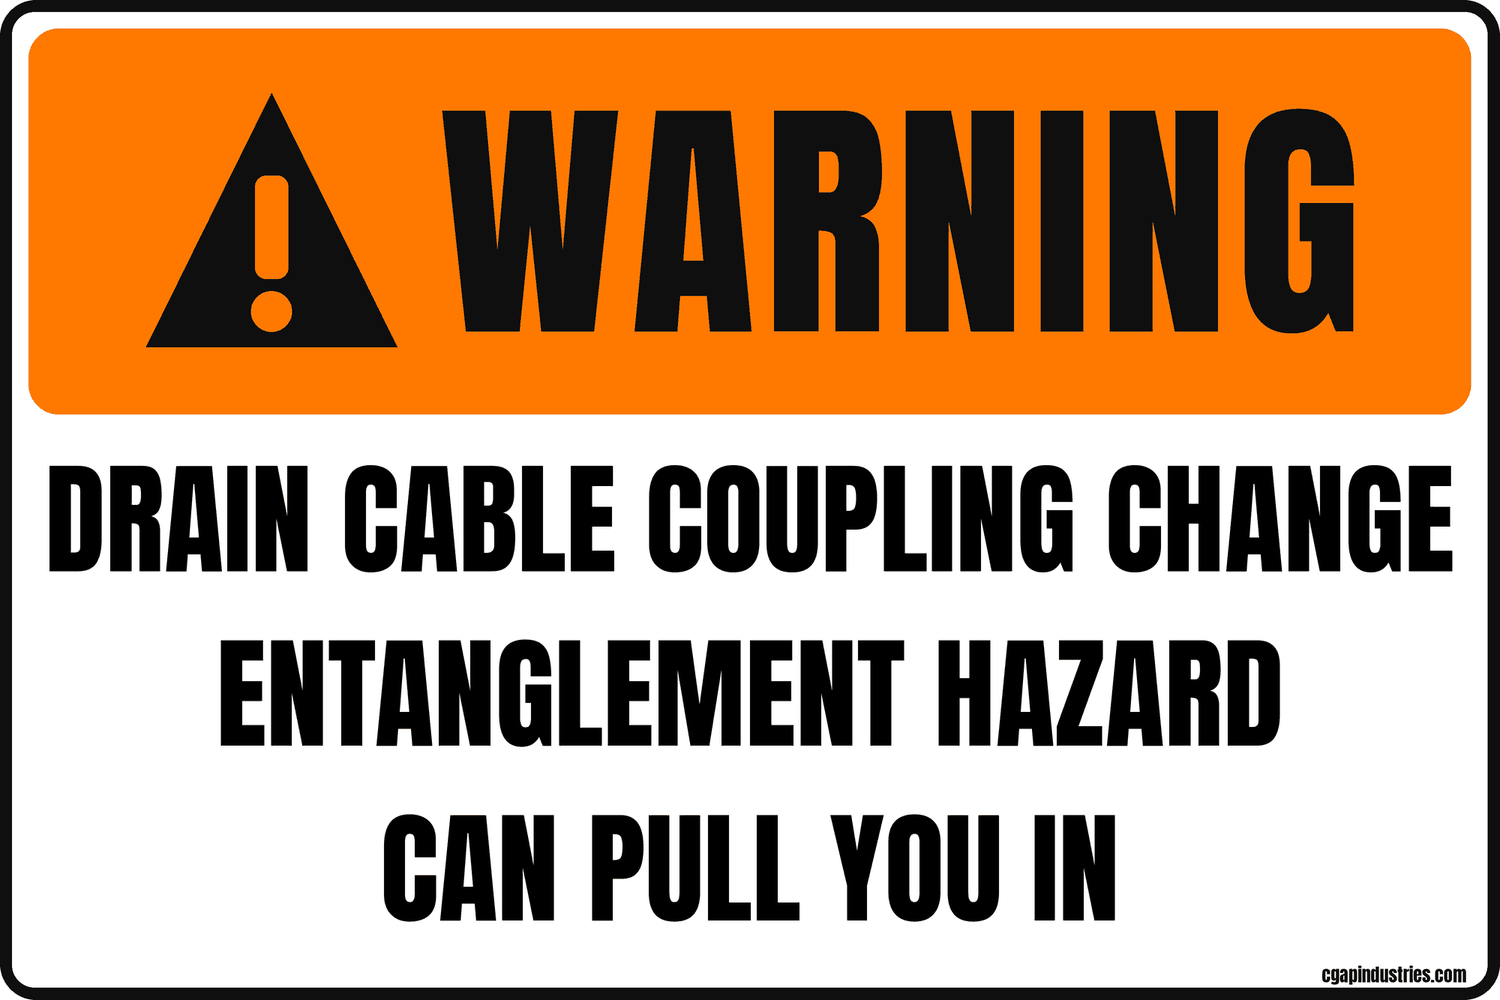 WARNING
DRAIN CABLE COUPLING CHANGE
ENTANGLEMENT HAZARD
CAN PULL YOU IN
cgapindustries.com